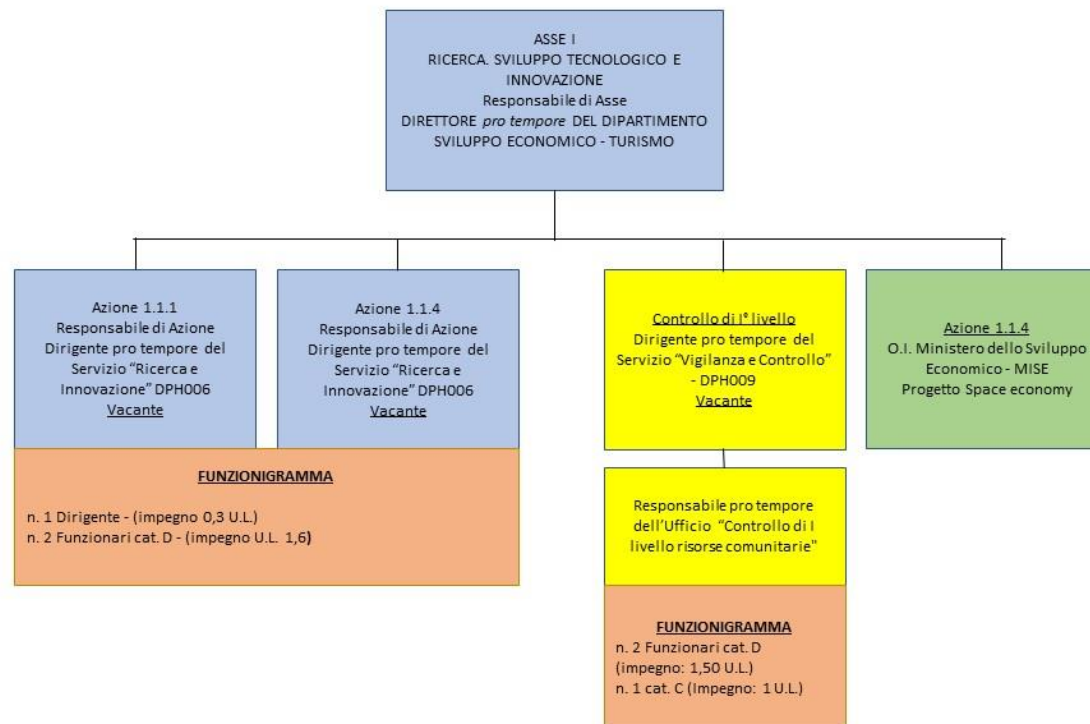 ASSE I
RICERCA. SVILUPPO TECNOLOGICO E
INNOVAZIONE
Responsabile di Asse
DIRETTORE pro tempore DEL DIPARTIMENTO
SVILUPPO ECONOMICO - TURISMO
Azione 1.1.1
Responsabile di Azione
Dirigente pro tempore del
Servizio “Ricerca e
Innovazione” DPH006
Vacante
Azione 1.1.4
Responsabile di Azione
Dirigente pro tempore del
Servizio “Ricerca e
Innovazione” DPH006
Vacante
Controllo di I° livello
Dirigente pro tempore del
Servizio “Vigilanza e Controllo”
- DPH009
Vacante
Azione 1.1.4
O.I. Ministero dello Sviluppo
Economico - MISE
Progetto Space economy
FUNZIONIGRAMMA
n. 1 Dirigente - (impegno 0,3 U.L.)
n. 2 Funzionari cat. D - (impegno U.L. 1,6)
Responsabile pro tempore
dell’Ufficio “Controllo di I
livello risorse comunitarie"
FUNZIONIGRAMMA
n. 2 Funzionari cat. D
(impegno: 1,50 U.L.)
n. 1 cat. C (Impegno: 1 U.L.)